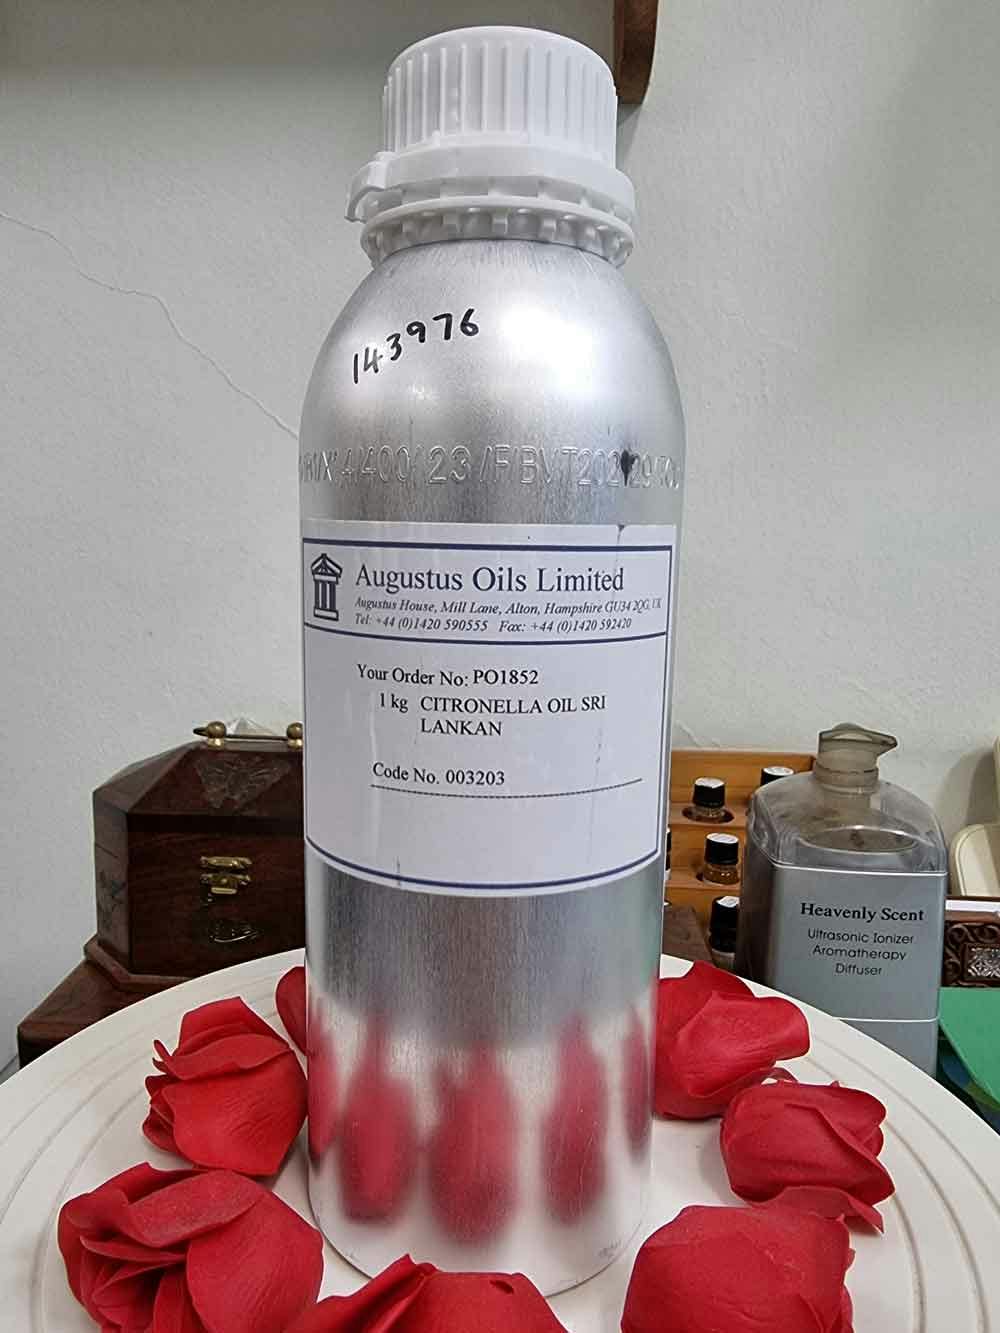 143976
Augustus Oils Limited
Augustus House, Mill Lane, Alton, Hampshire GU34 2QG, UK
Tel: +44 (0)1420 590555 Fax: +44 (0)1420 592420
Your Order No: PO1852
1 kg CITRONELLA OIL SRI
LANKAN
Code No. 003203
Heavenly Scent
Ultrasonic Ionizer
Aromatherapy
Diffuser